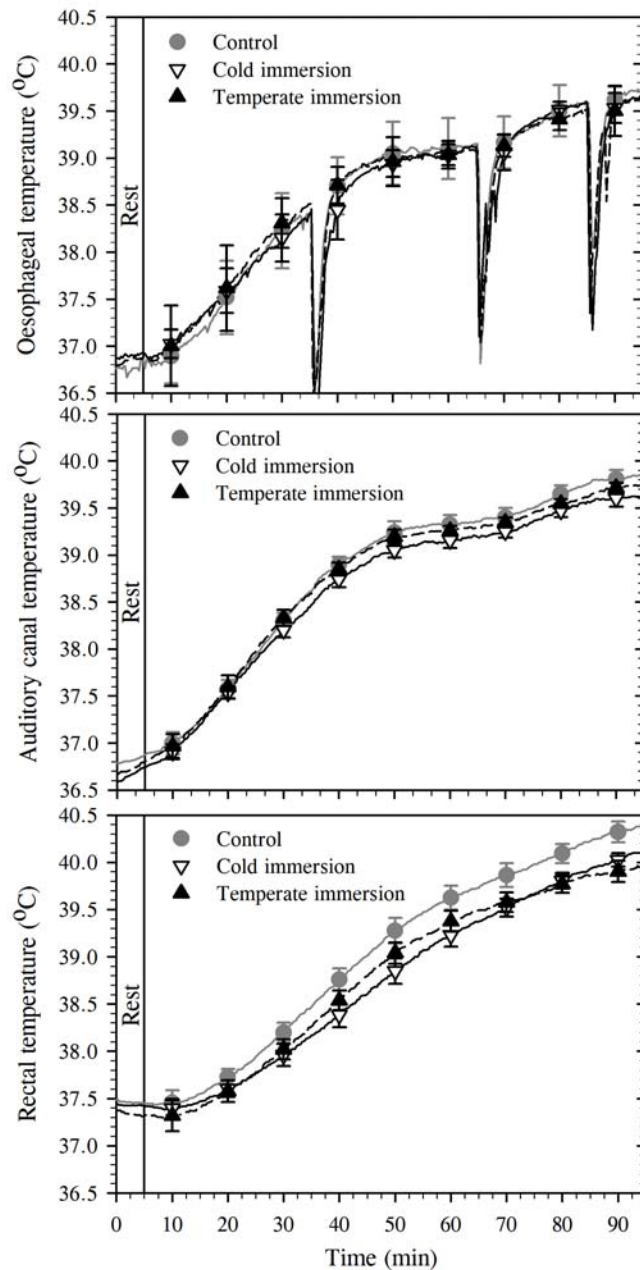 Oesophageal temperature (°C)
40.5
40.0
39.5
39.0
38.5
38.0
37.5
37.0
36.5
Rest
Control
Cold immersion
Temperate immersion
Auditory canal temperature (°C)
40.5
40.0
39.5
39.0
38.5
38.0
37.5
37.0
36.5
Rest
Control
Cold immersion
Temperate immersion
Rectal temperature (°C)
40.5
40.0
39.5
39.0
38.5
38.0
37.5
37.0
36.5
Rest
Control
Cold immersion
Temperate immersion
0 10 20 30 40 50 60 70 80 90
Time (min)